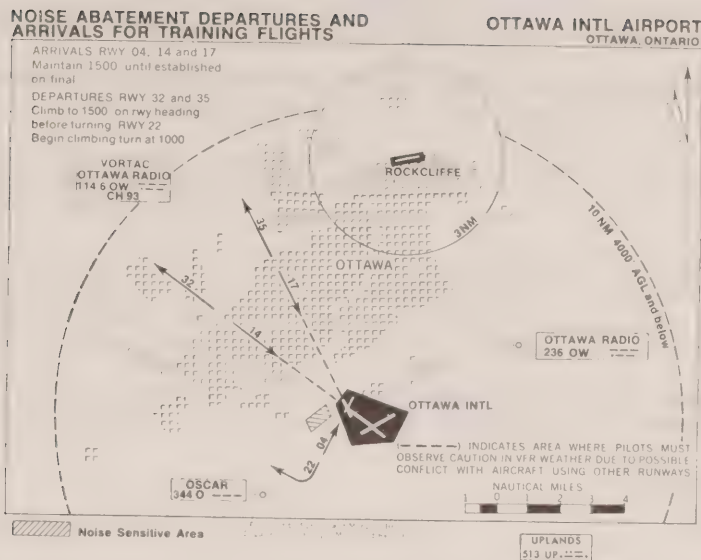 NOISE ABATEMENT DEPARTURES AND
ARRIVALS FOR TRAINING FLIGHTS
OTTAWA INTL AIRPORT
OTTAWA, ONTARIO
ARRIVALS RWY 04, 14 and 17
Maintain 1500 until established
on final
DEPARTURES RWY 32 and 35
Climb to 1500 on rwy heading
before turning RWY 22
Begin climbing turn at 1000
VORTAC
OTTAWA RADIO
114 6 OW
CH 93
ROCKCLIFFE
3NM
10 NM 4000' AGL and below
35
17
OTTAWA
32
14
OTTAWA RADIO
236 OW
OTTAWA INTL
04
22
(-----) INDICATES AREA WHERE PILOTS MUST
OBSERVE CAUTION IN VFR WEATHER DUE TO POSSIBLE
CONFLICT WITH AIRCRAFT USING OTHER RUNWAYS
OSCAR
344 O
NAUTICAL MILES
1 0 1 2 3 4
Noise Sensitive Area
UPLANDS
513 UP